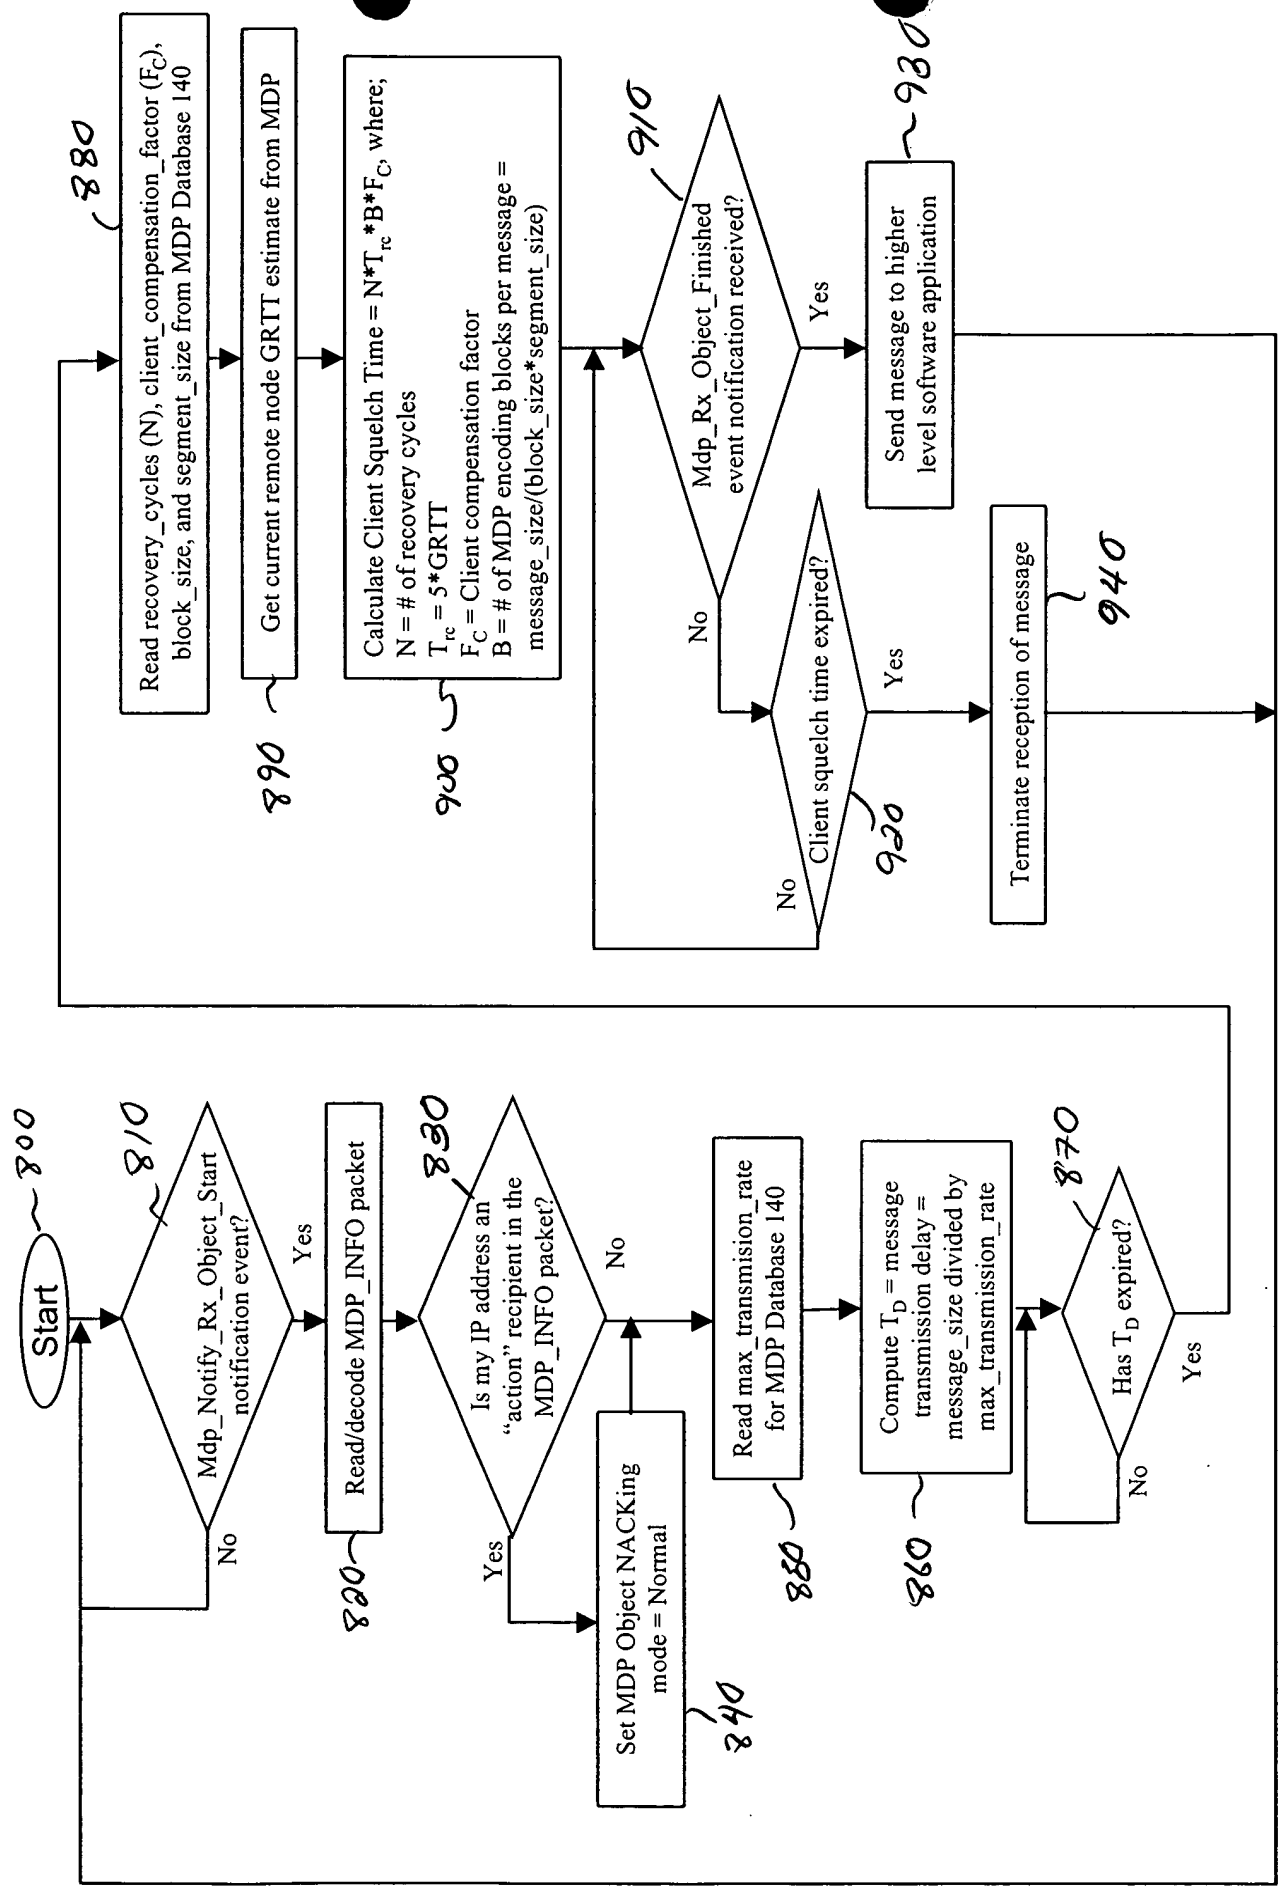 Start
800
Mdp_Notify_Rx_Object_Start
notification event?
810
No
Yes
Read/decode MDP_INFO packet
820
Is my IP address an
“action” recipient in the
MDP_INFO packet?
830
Yes
No
Set MDP Object NACKing
mode = Normal
840
Read max_transmision_rate
for MDP Database 140
850
Compute T_D = message
transmission delay =
message_size divided by
max_transmission_rate
860
Has T_D expired?
870
No
Yes
Read recovery_cycles (N), client_compensation_factor (F_C),
block_size, and segment_size from MDP Database 140
880
Get current remote node GRTT estimate from MDP
890
Calculate Client Squelch Time = N*T_rc*B*F_C, where;
N = # of recovery cycles
T_rc = 5*GRTT
F_C = Client compensation factor
B = # of MDP encoding blocks per message =
message_size/(block_size*segment_size)
900
Mdp_Rx_Object_Finished
event notification received?
910
No
Yes
Client squelch time expired?
920
No
Yes
Send message to higher
level software application
930
Terminate reception of message
940